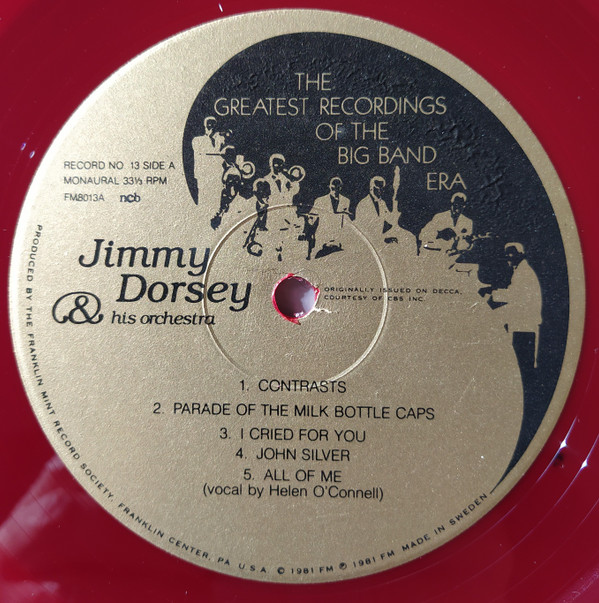 THE
GREATEST RECORDINGS
OF THE
BIG BAND
ERA
RECORD NO. 13 SIDE A
MONAURAL 33⅓ RPM
FM8013A ncb
Jimmy
Dorsey
& his orchestra
ORIGINALLY ISSUED ON DECCA,
COURTESY OF CBS INC.
1. CONTRASTS
2. PARADE OF THE MILK BOTTLE CAPS
3. I CRIED FOR YOU
4. JOHN SILVER
5. ALL OF ME
(vocal by Helen O'Connell)
PRODUCED BY THE FRANKLIN MINT RECORD SOCIETY, FRANKLIN CENTER, PA. U.S.A. © 1981 FM ℗ 1981 FM MADE IN SWEDEN